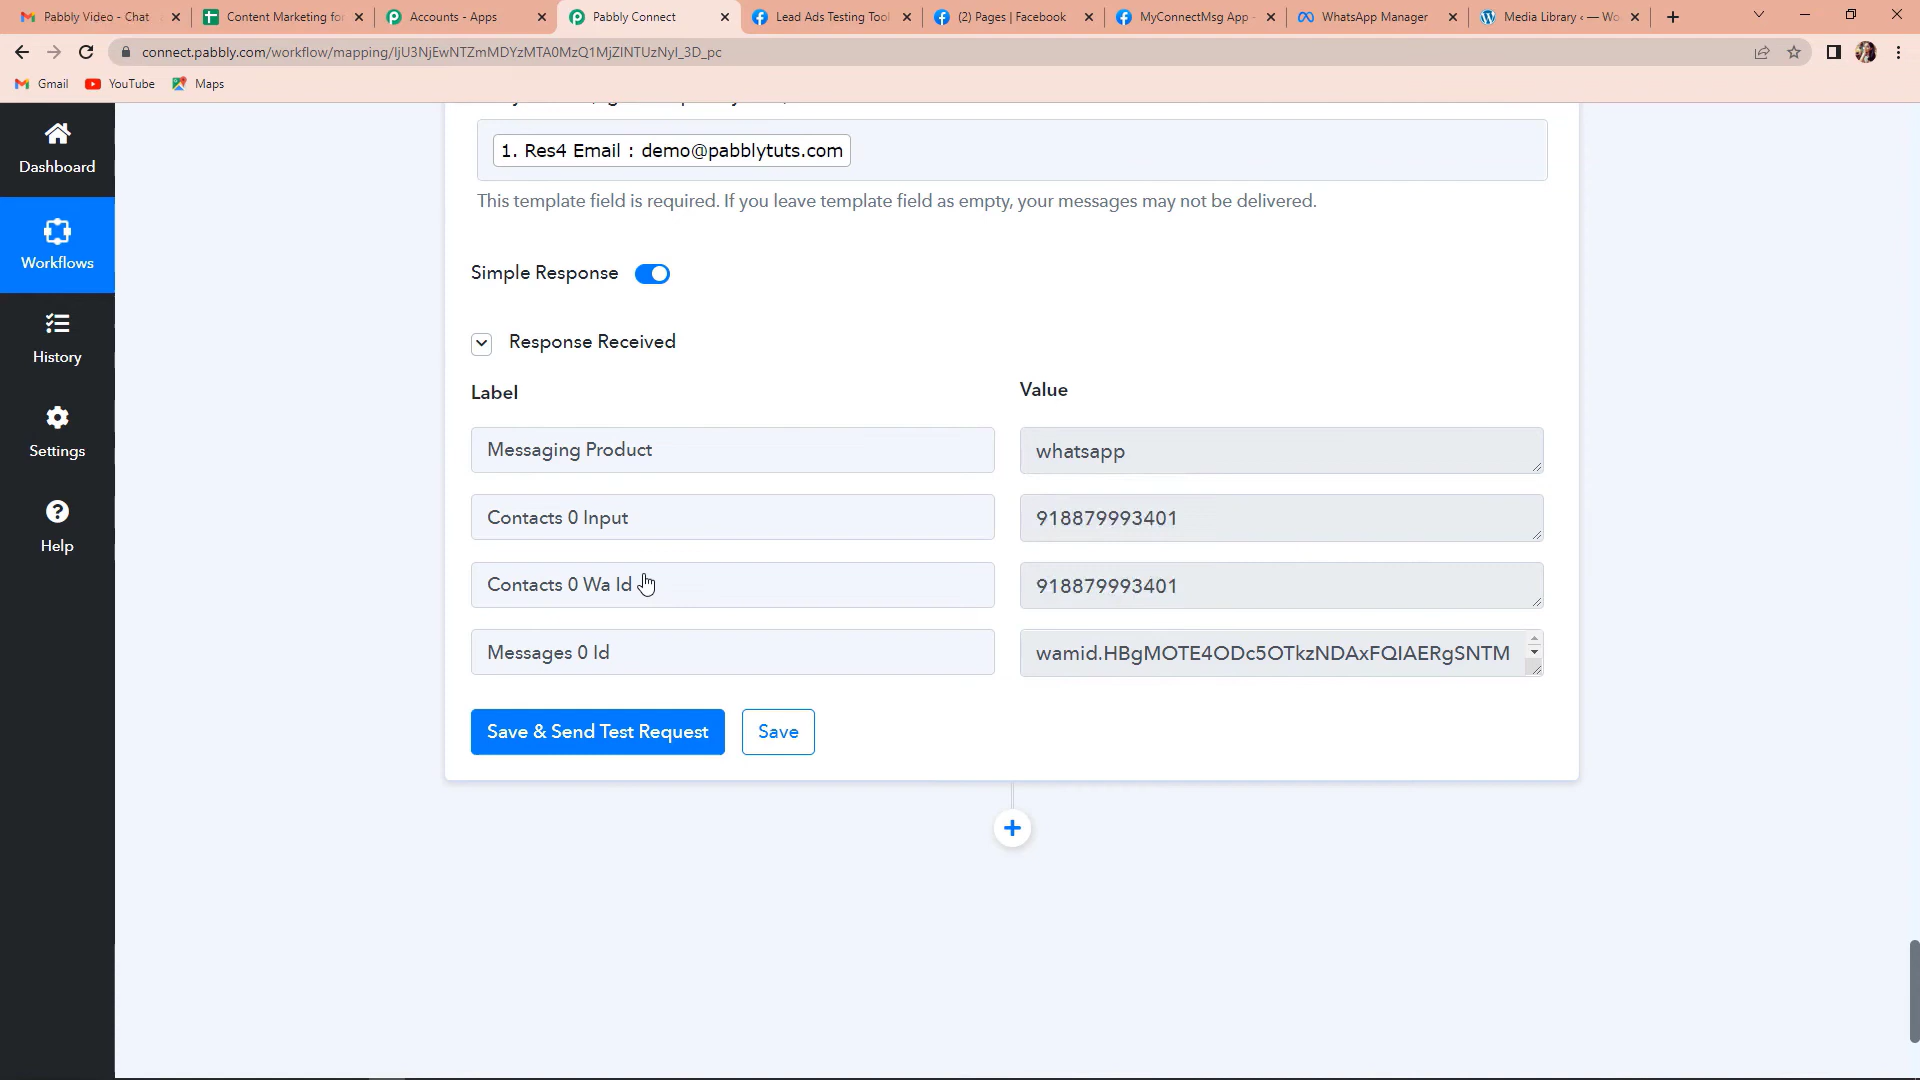 Pabbly Video - Chat
Content Marketing fo
Accounts - Apps
Pabbly Connect
Lead Ads Testing Tool
(2) Pages | Facebook
MyConnectMsg App -
WhatsApp Manager
Media Library ‹ — Wo
connect.pabbly.com/workflow/mapping/IjU3NjEwNTZmMDYzMTA0MzQ1MjZlNTUzNyI_3D_pc
Gmail
YouTube
Maps
Dashboard
Workflows
History
Settings
Help
1. Res4 Email : demo@pabblytuts.com
This template field is required. If you leave template field as empty, your messages may not be delivered.
Simple Response
Response Received
Label
Value
Messaging Product
whatsapp
Contacts 0 Input
918879993401
Contacts 0 Wa Id
918879993401
Messages 0 Id
wamid.HBgMOTE4ODc5OTkzNDAxFQIAERgSNTM
Save & Send Test Request
Save